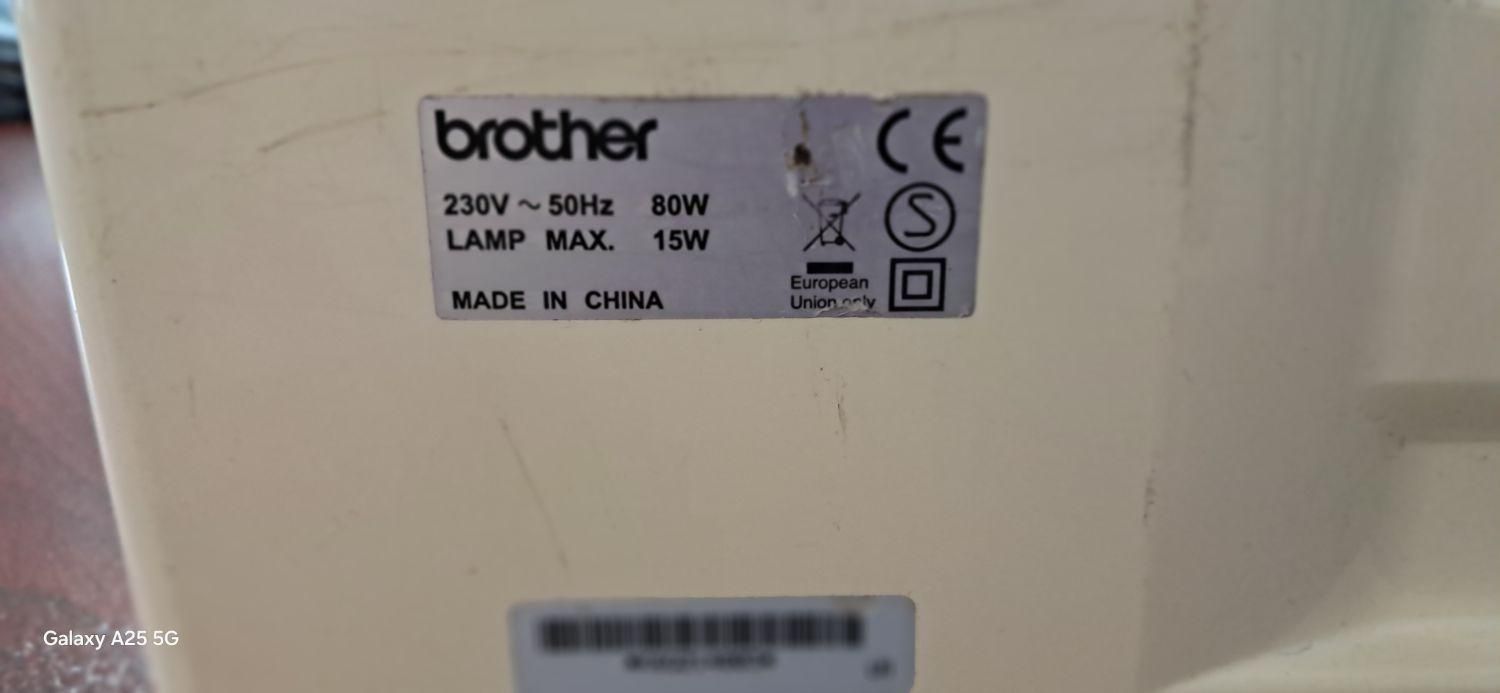 brother
CE
230V ~ 50Hz 80W
LAMP MAX. 15W
S
European
Union only
MADE IN CHINA
Galaxy A25 5G